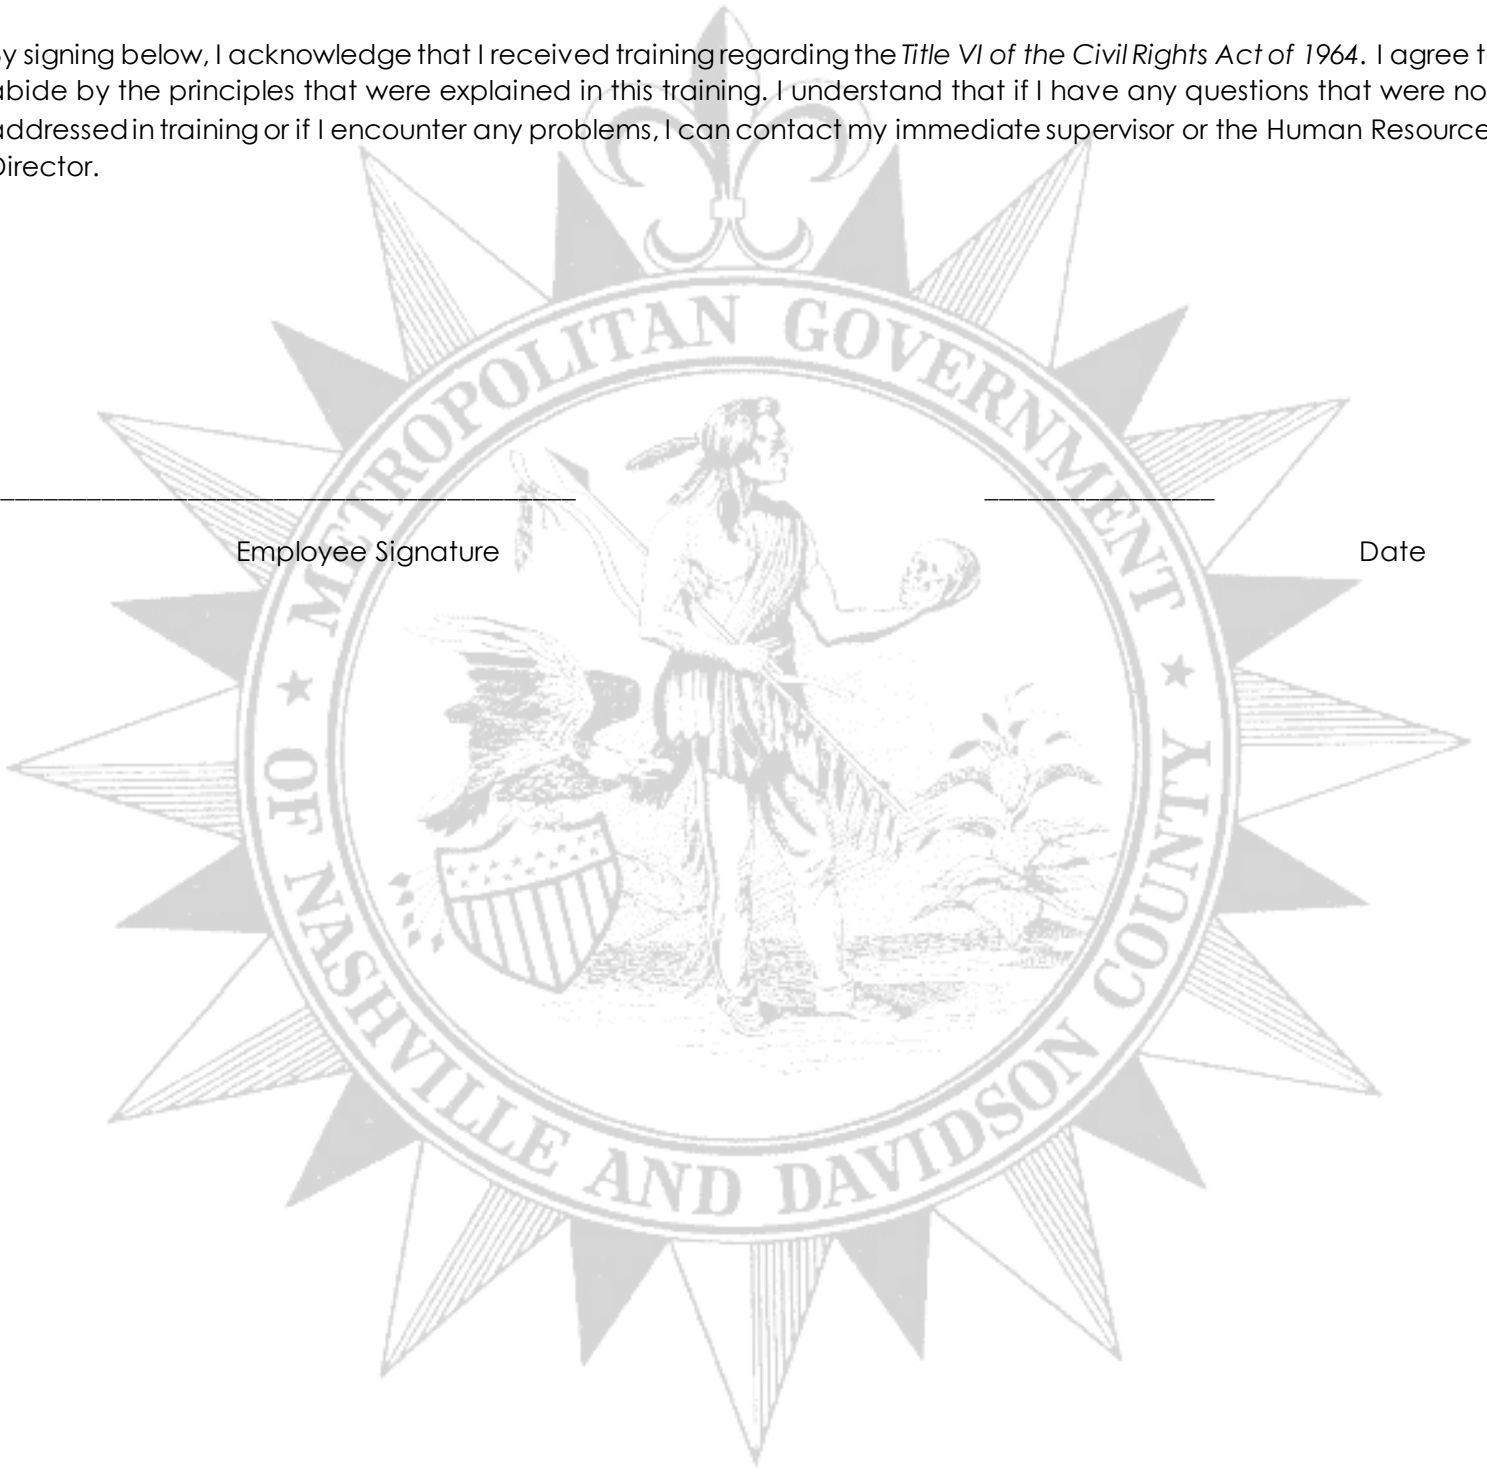 y signing below, I acknowledge that I received training regarding the Title VI of the Civil Rights Act of 1964. I agree t
abide by the principles that were explained in this training. I understand that if I have any questions that were no
addressed in training or if I encounter any problems, I can contact my immediate supervisor or the Human Resource
Director.
________________________________________ ________________
Employee Signature Date
METROPOLITAN GOVERNMENT
OF NASHVILLE AND DAVIDSON COUNTY